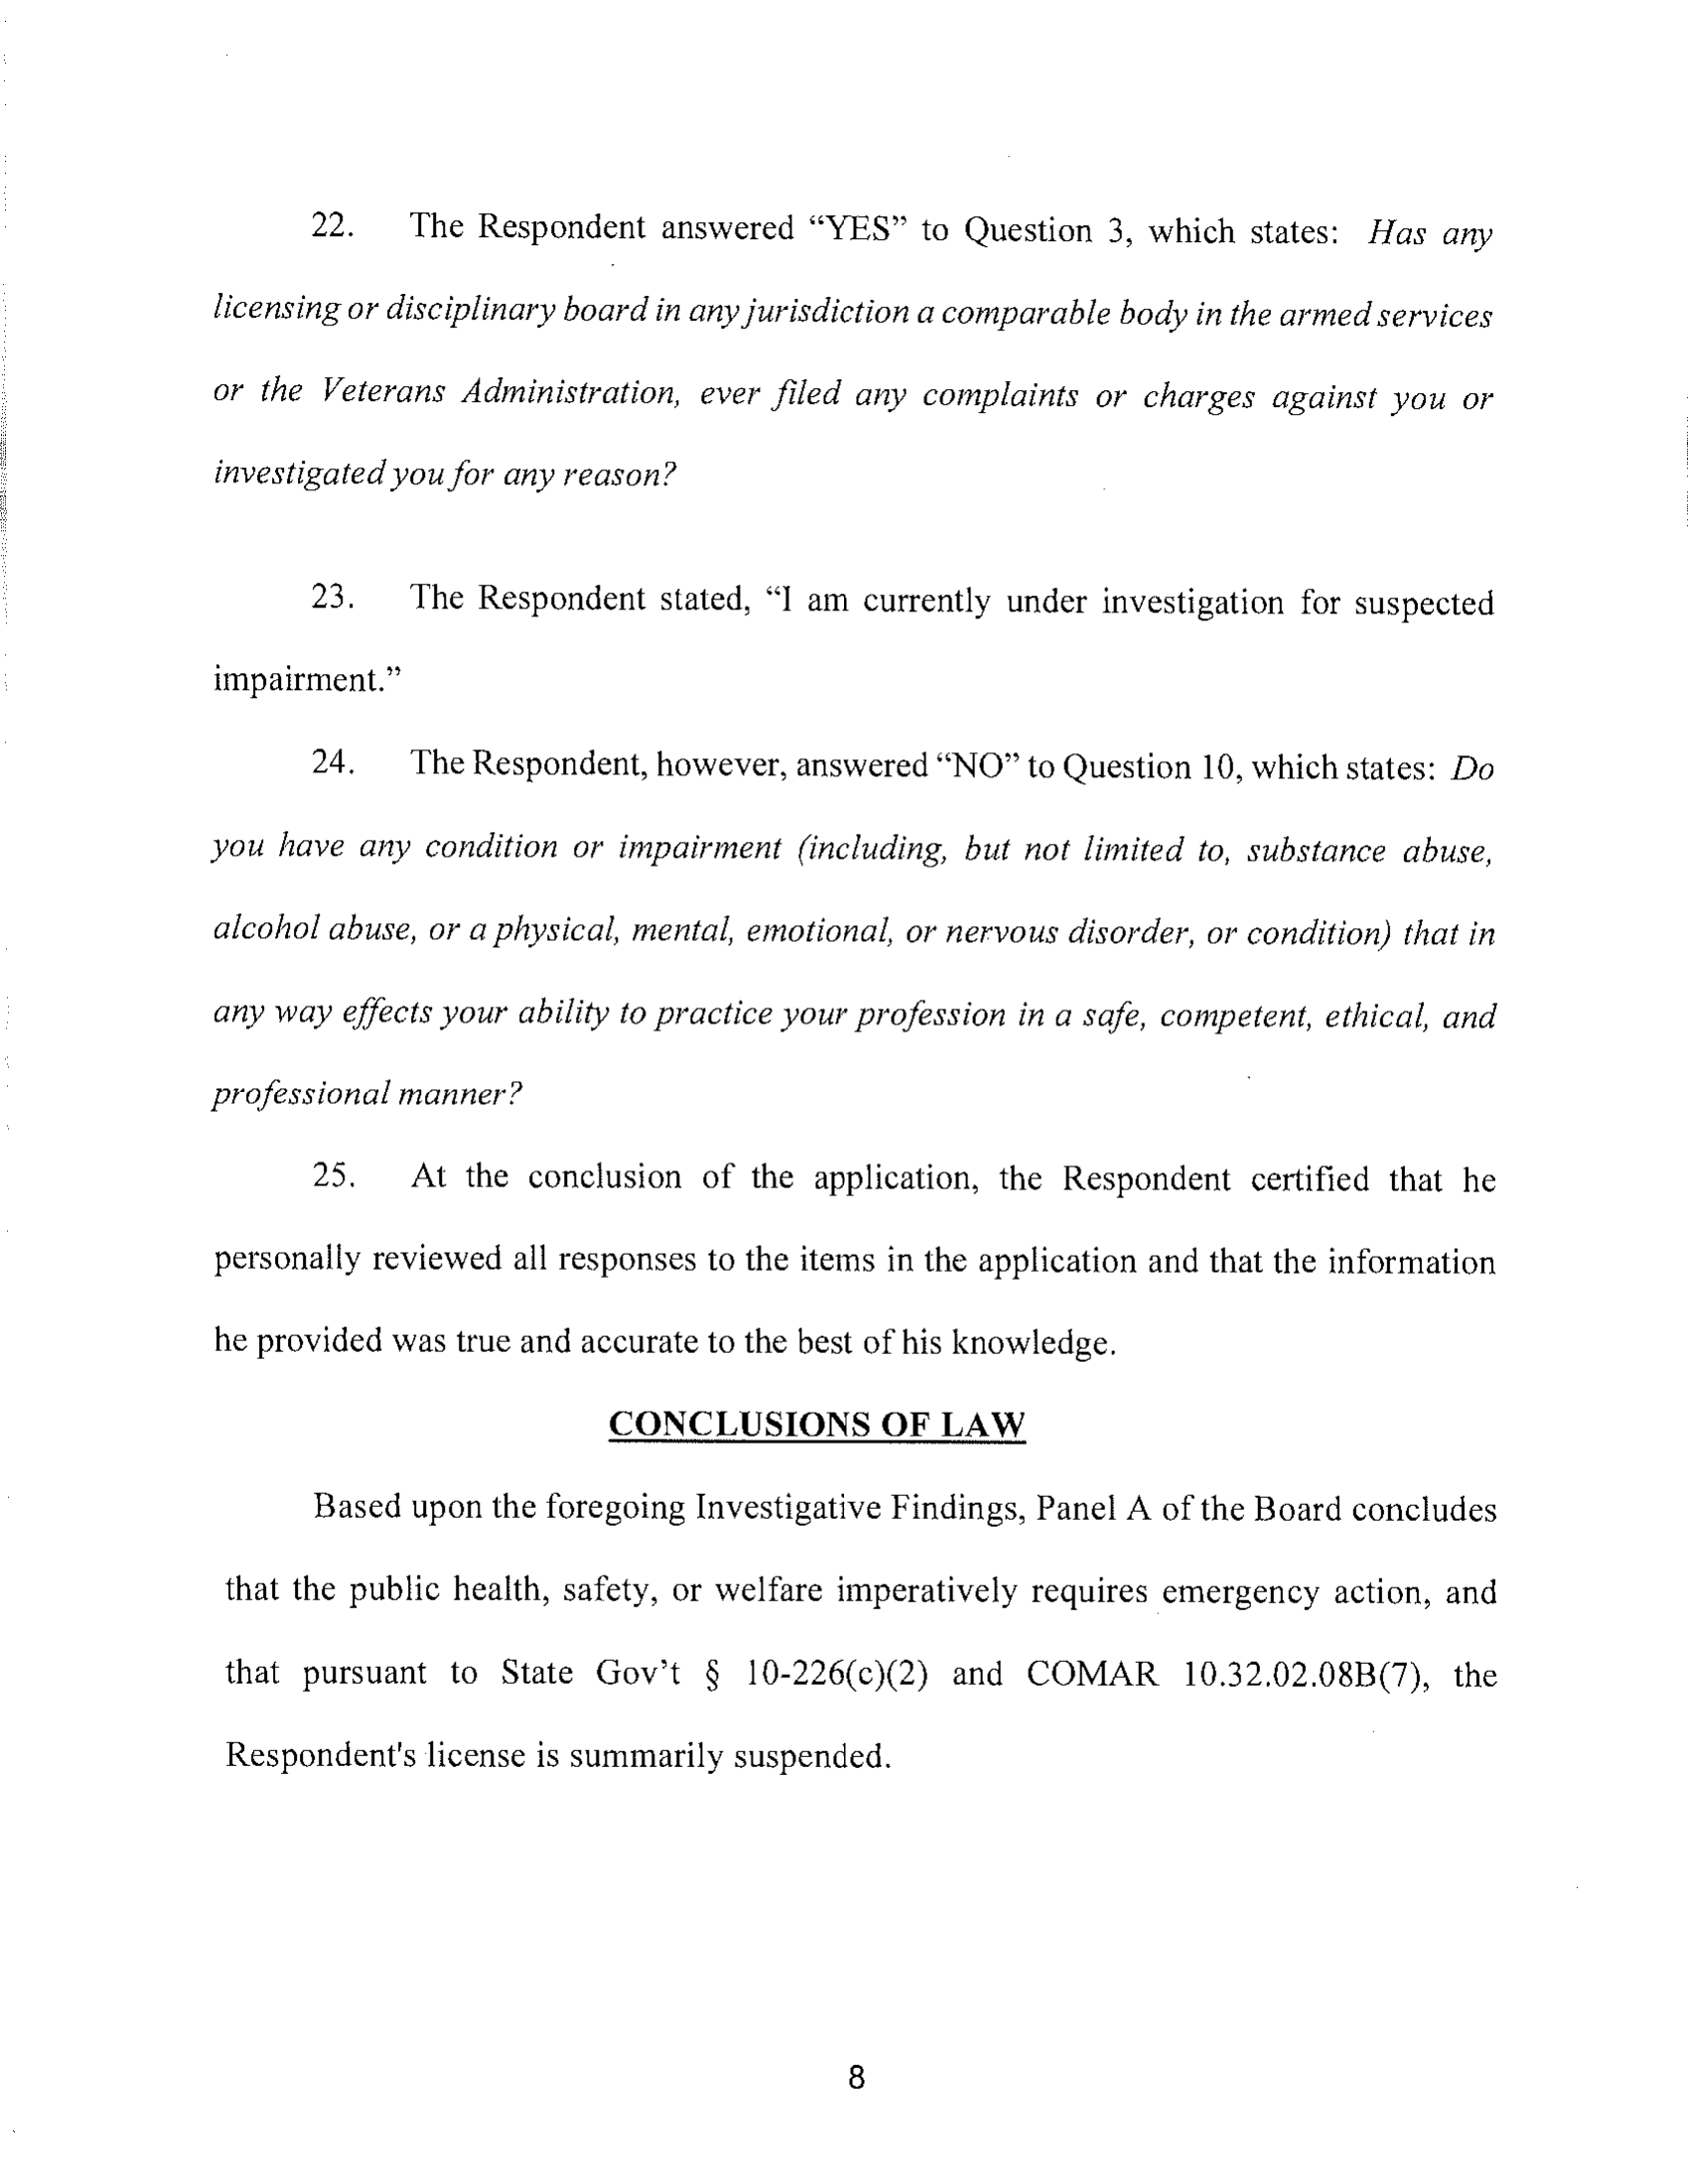 22. The Respondent answered “YES” to Question 3, which states: Has any
licensing or disciplinary board in any jurisdiction a comparable body in the armed services
or the Veterans Administration, ever filed any complaints or charges against you or
investigated you for any reason?
23. The Respondent stated, “I am currently under investigation for suspected
impairment.”
24. The Respondent, however, answered “NO” to Question 10, which states: Do
you have any condition or impairment (including, but not limited to, substance abuse,
alcohol abuse, or a physical, mental, emotional, or nervous disorder, or condition) that in
any way effects your ability to practice your profession in a safe, competent, ethical, and
professional manner?
25. At the conclusion of the application, the Respondent certified that he
personally reviewed all responses to the items in the application and that the information
he provided was true and accurate to the best of his knowledge.
CONCLUSIONS OF LAW
Based upon the foregoing Investigative Findings, Panel A of the Board concludes
that the public health, safety, or welfare imperatively requires emergency action, and
that pursuant to State Gov’t § 10-226(c)(2) and COMAR 10.32.02.08B(7), the
Respondent's license is summarily suspended.
8